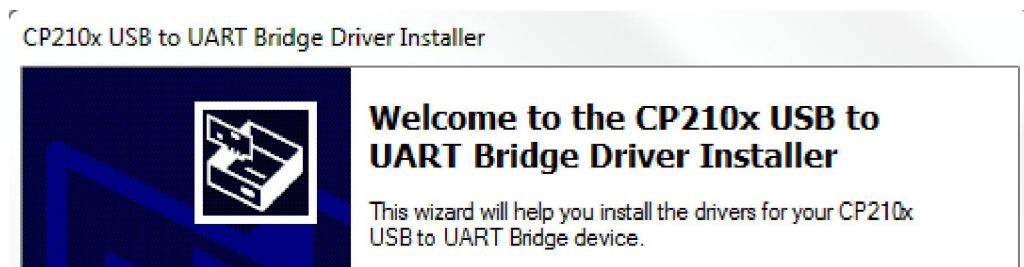 CP210x USB to UART Bridge Driver Installer
Welcome to the CP210x USB to
UART Bridge Driver Installer
This wizard will help you install the drivers for your CP210x
USB to UART Bridge device.